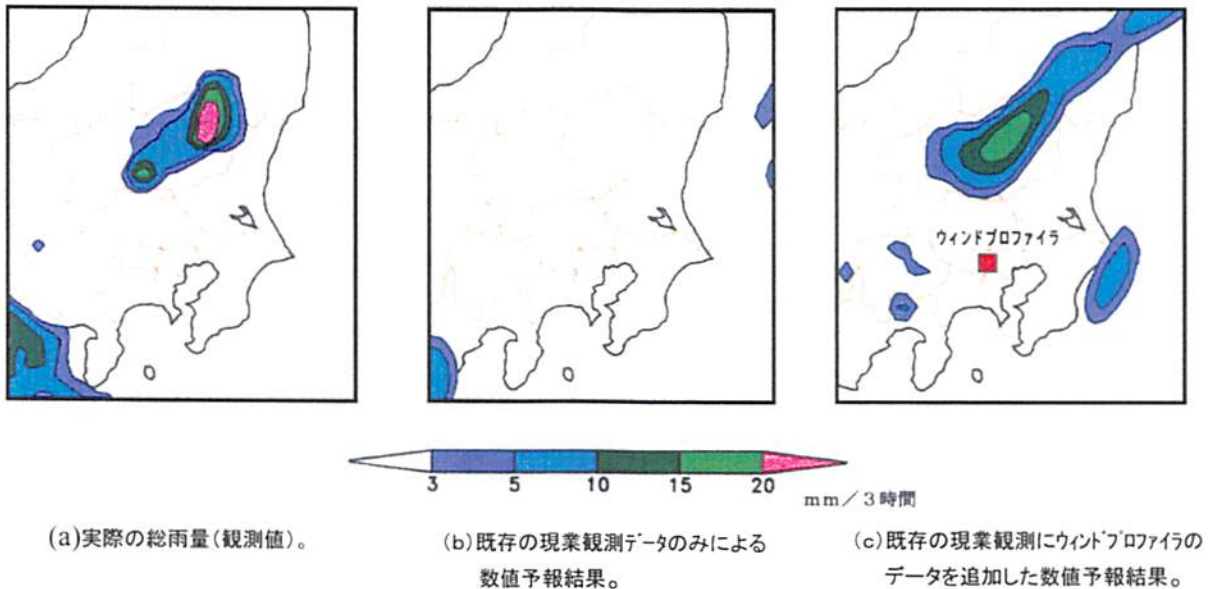 ウィンドプロファイラ
3 5 10 15 20
mm/3時間
(a)実際の総雨量(観測値)。
(b)既存の現業観測データのみによる
数値予報結果。
(c)既存の現業観測にウィンドプロファイラの
データを追加した数値予報結果。